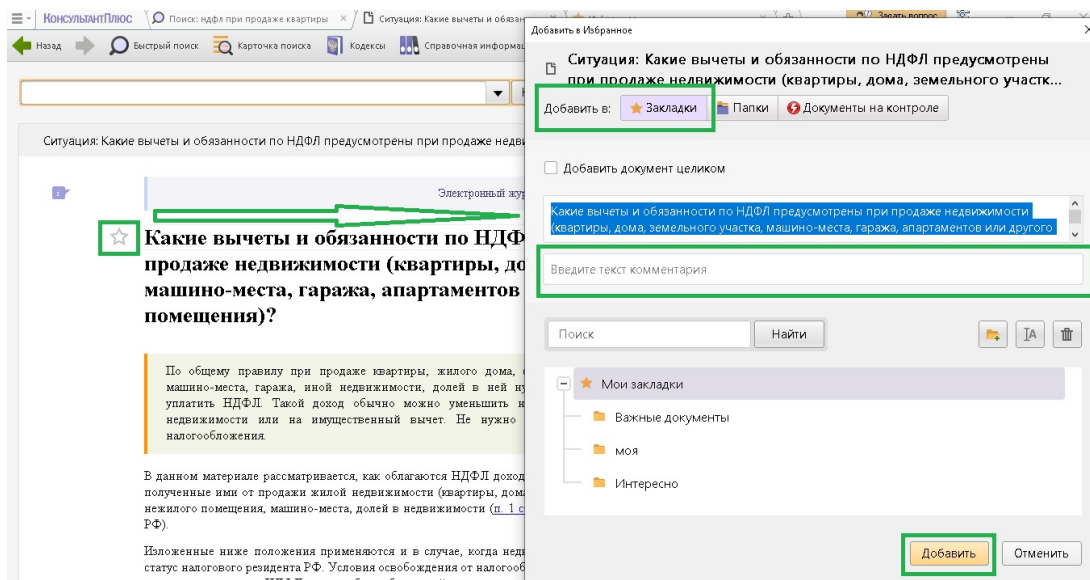 КонсультантПлюс
Поиск: ндфл при продаже квартиры
Ситуация: Какие вычеты и обязан
Избранное
Задать вопрос
Назад
Быстрый поиск
Карточка поиска
Кодексы
Справочная информац
Ситуация: Какие вычеты и обязанности по НДФЛ предусмотрены при продаже недви
Электронный жур
Какие вычеты и обязанности по НДФ
продаже недвижимости (квартиры, до
машино-места, гаража, апартаментов
помещения)?
По общему правилу при продаже квартиры, жилого дома,
машино-места, гаража, иной недвижимости, долей в ней ну
уплатить НДФЛ. Такой доход обычно можно уменьшить н
недвижимости или на имущественный вычет. Не нужно
налогообложения.
В данном материале рассматривается, как облагаются НДФЛ доход
полученные ими от продажи жилой недвижимости (квартиры, дом
нежилого помещения, машино-места, долей в недвижимости (п. 1 с
РФ).
Изложенные ниже положения применяются и в случае, когда нед
статус налогового резидента РФ. Условия освобождения от налогооб
Добавить в Избранное
Ситуация: Какие вычеты и обязанности по НДФЛ предусмотрены
при продаже недвижимости (квартиры, дома, земельного участк...
Добавить в:
Закладки
Папки
Документы на контроле
Добавить документ целиком
Какие вычеты и обязанности по НДФЛ предусмотрены при продаже недвижимости
(квартиры, дома, земельного участка, машино-места, гаража, апартаментов или другого
Введите текст комментария
Поиск
Найти
IA
Мои закладки
Важные документы
моя
Интересно
Добавить
Отменить